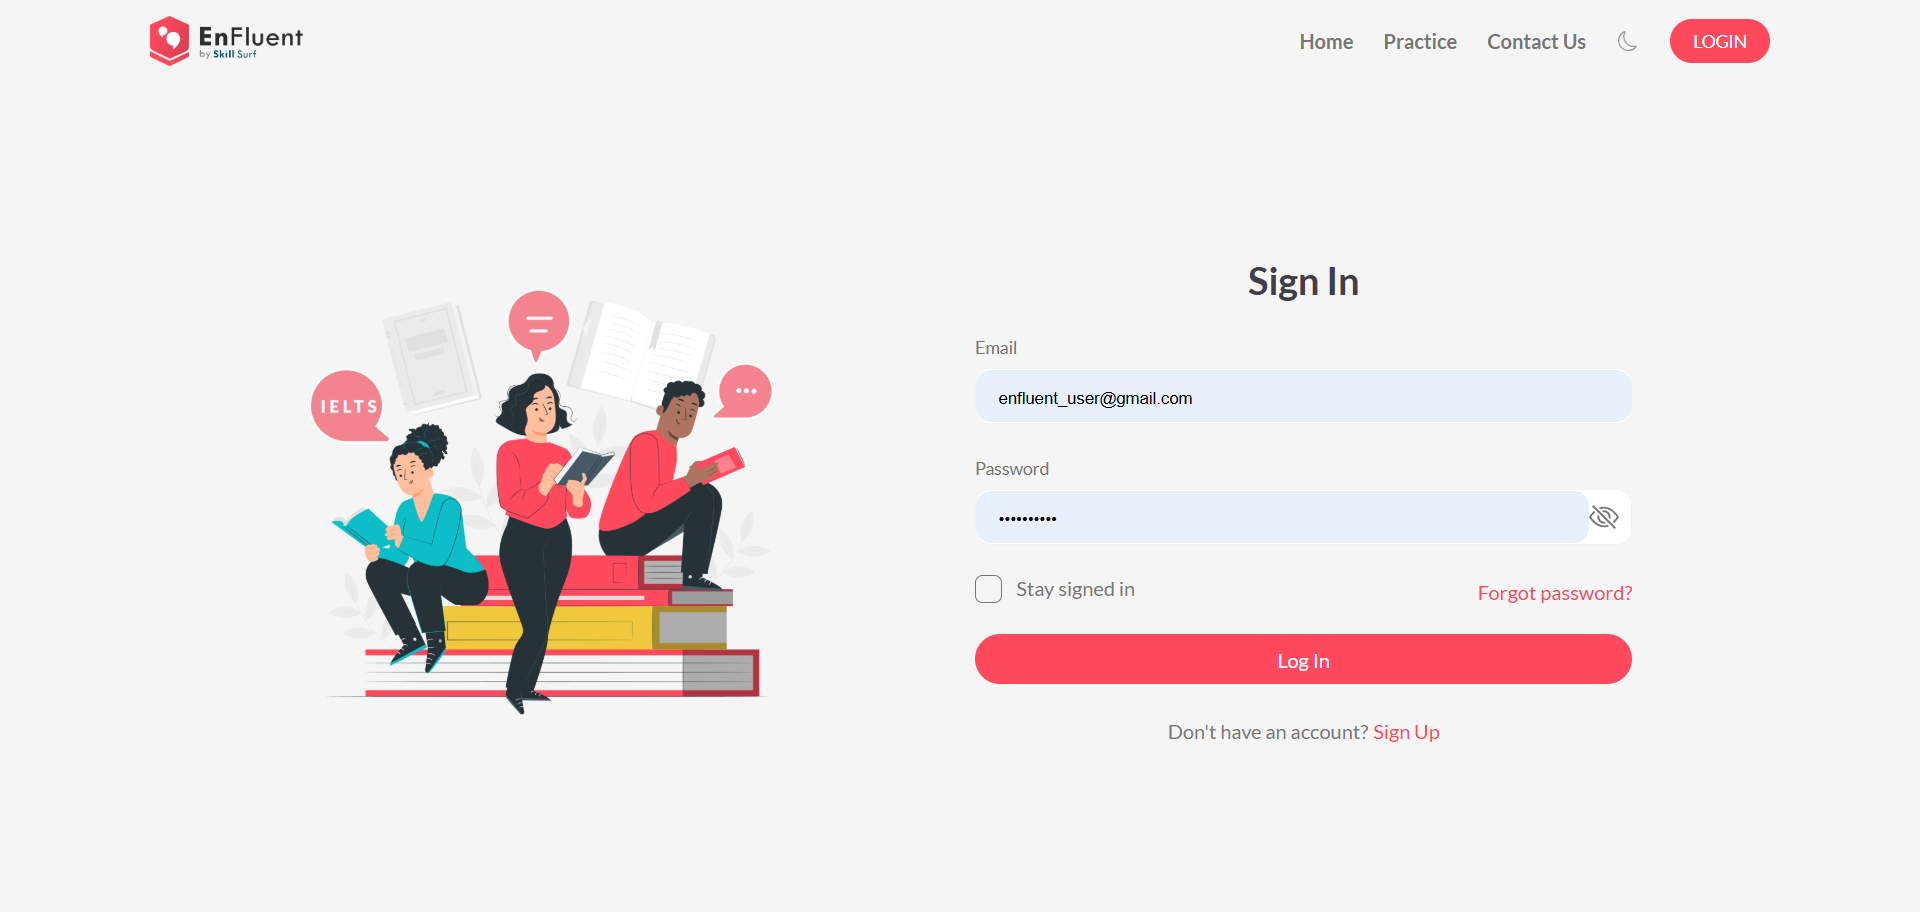 EnFluent
by Skill Surf
Home
Practice
Contact Us
LOGIN
IELTS
Sign In
Email
enfluent_user@gmail.com
Password
••••••••••
Stay signed in
Forgot password?
Log In
Don't have an account? Sign Up